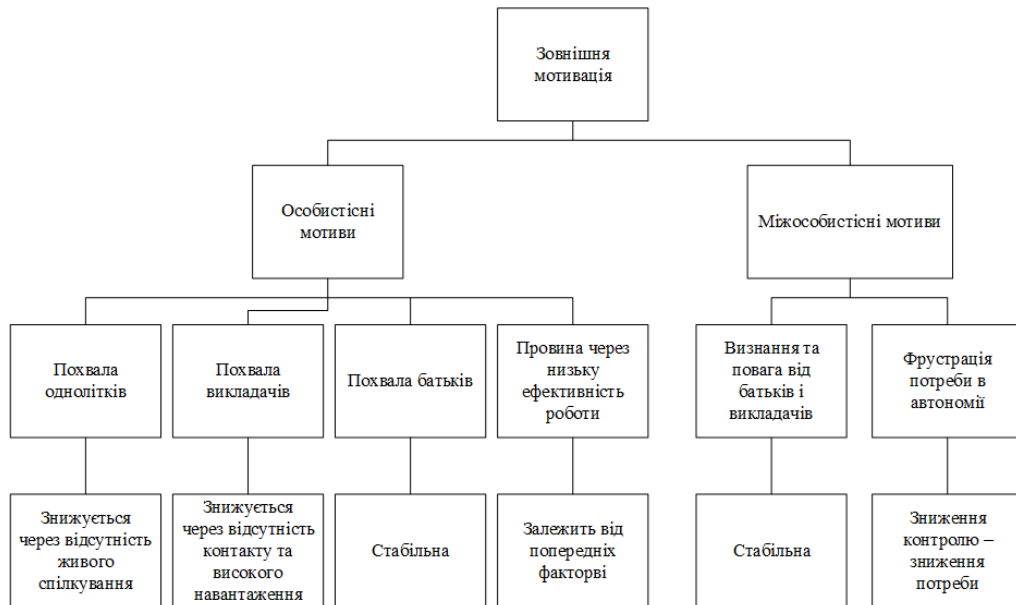 Зовнішня
мотивація
Особистісні
мотиви
Міжособистісні мотиви
Похвала
однолітків
Похвала
викладачів
Похвала батьків
Провина через
низьку
ефективність
роботи
Визнання та
повага від
батьків і
викладачів
Фрустрація
потреби в
автономії
Знижується
через відсутність
живого
спілкування
Знижується
через відсутність
контакту та
високого
навантаження
Стабільна
Залежить від
попередніх
факторві
Стабільна
Зниження
контролю –
зниження
потреби